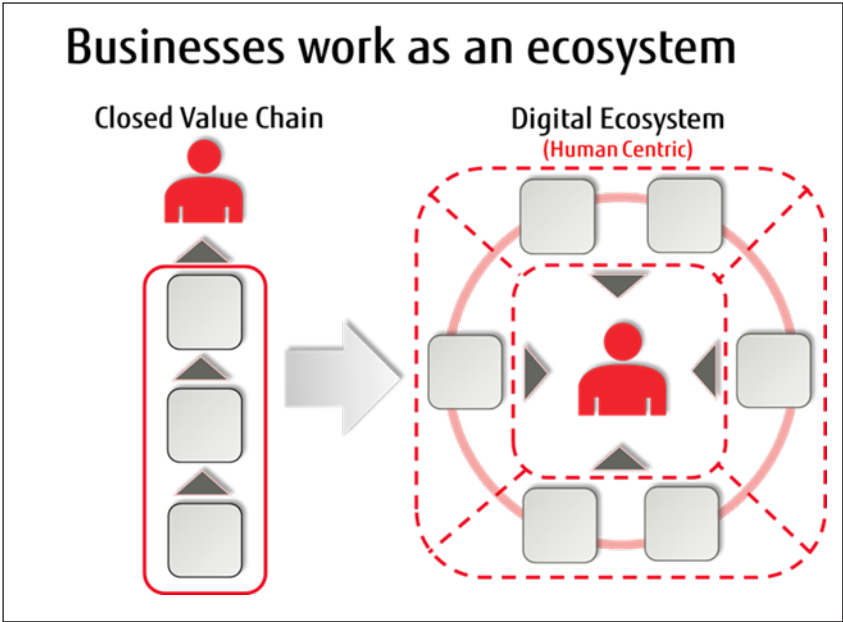 Businesses work as an ecosystem
Closed Value Chain
Digital Ecosystem
(Human Centric)